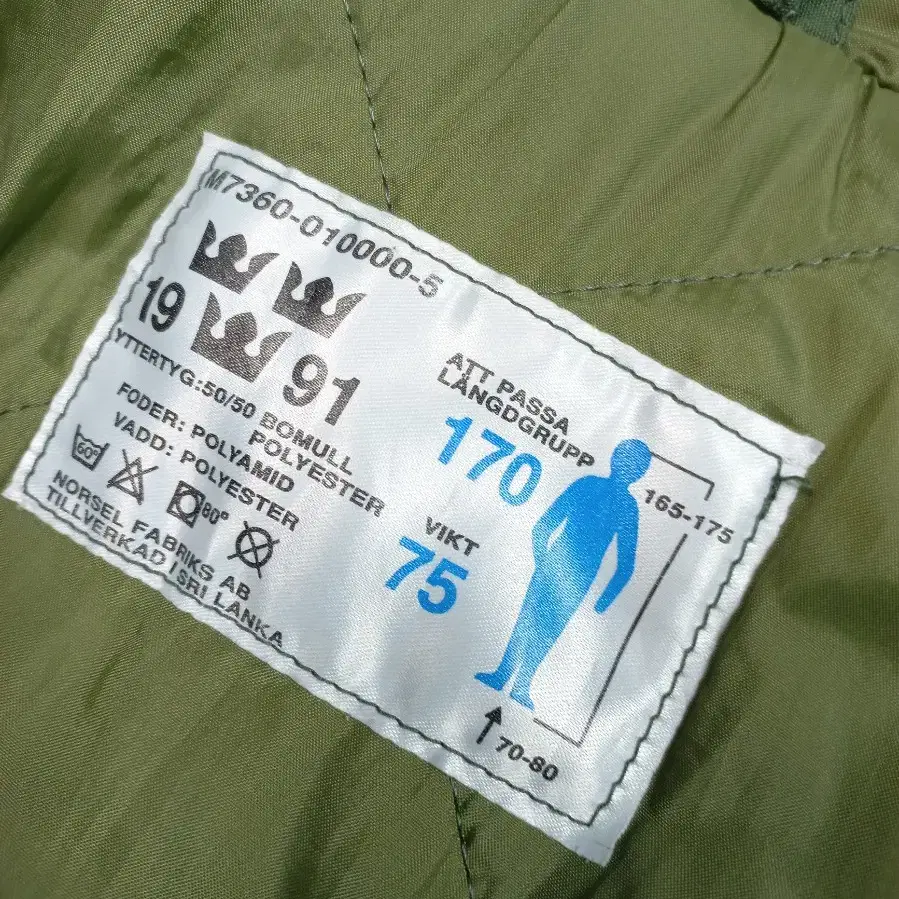 M7360-010000-5
19 91
YTTERTYG:50/50 BOMULL
POLYESTER
FODER: POLYAMID
VADD: POLYESTER
60° 80°
NORSEL FABRIKS AB
TILLVERKAD I SRI LANKA
ATT PASSA
LÄNGDGRUPP
170
165-175
VIKT
75
70-80